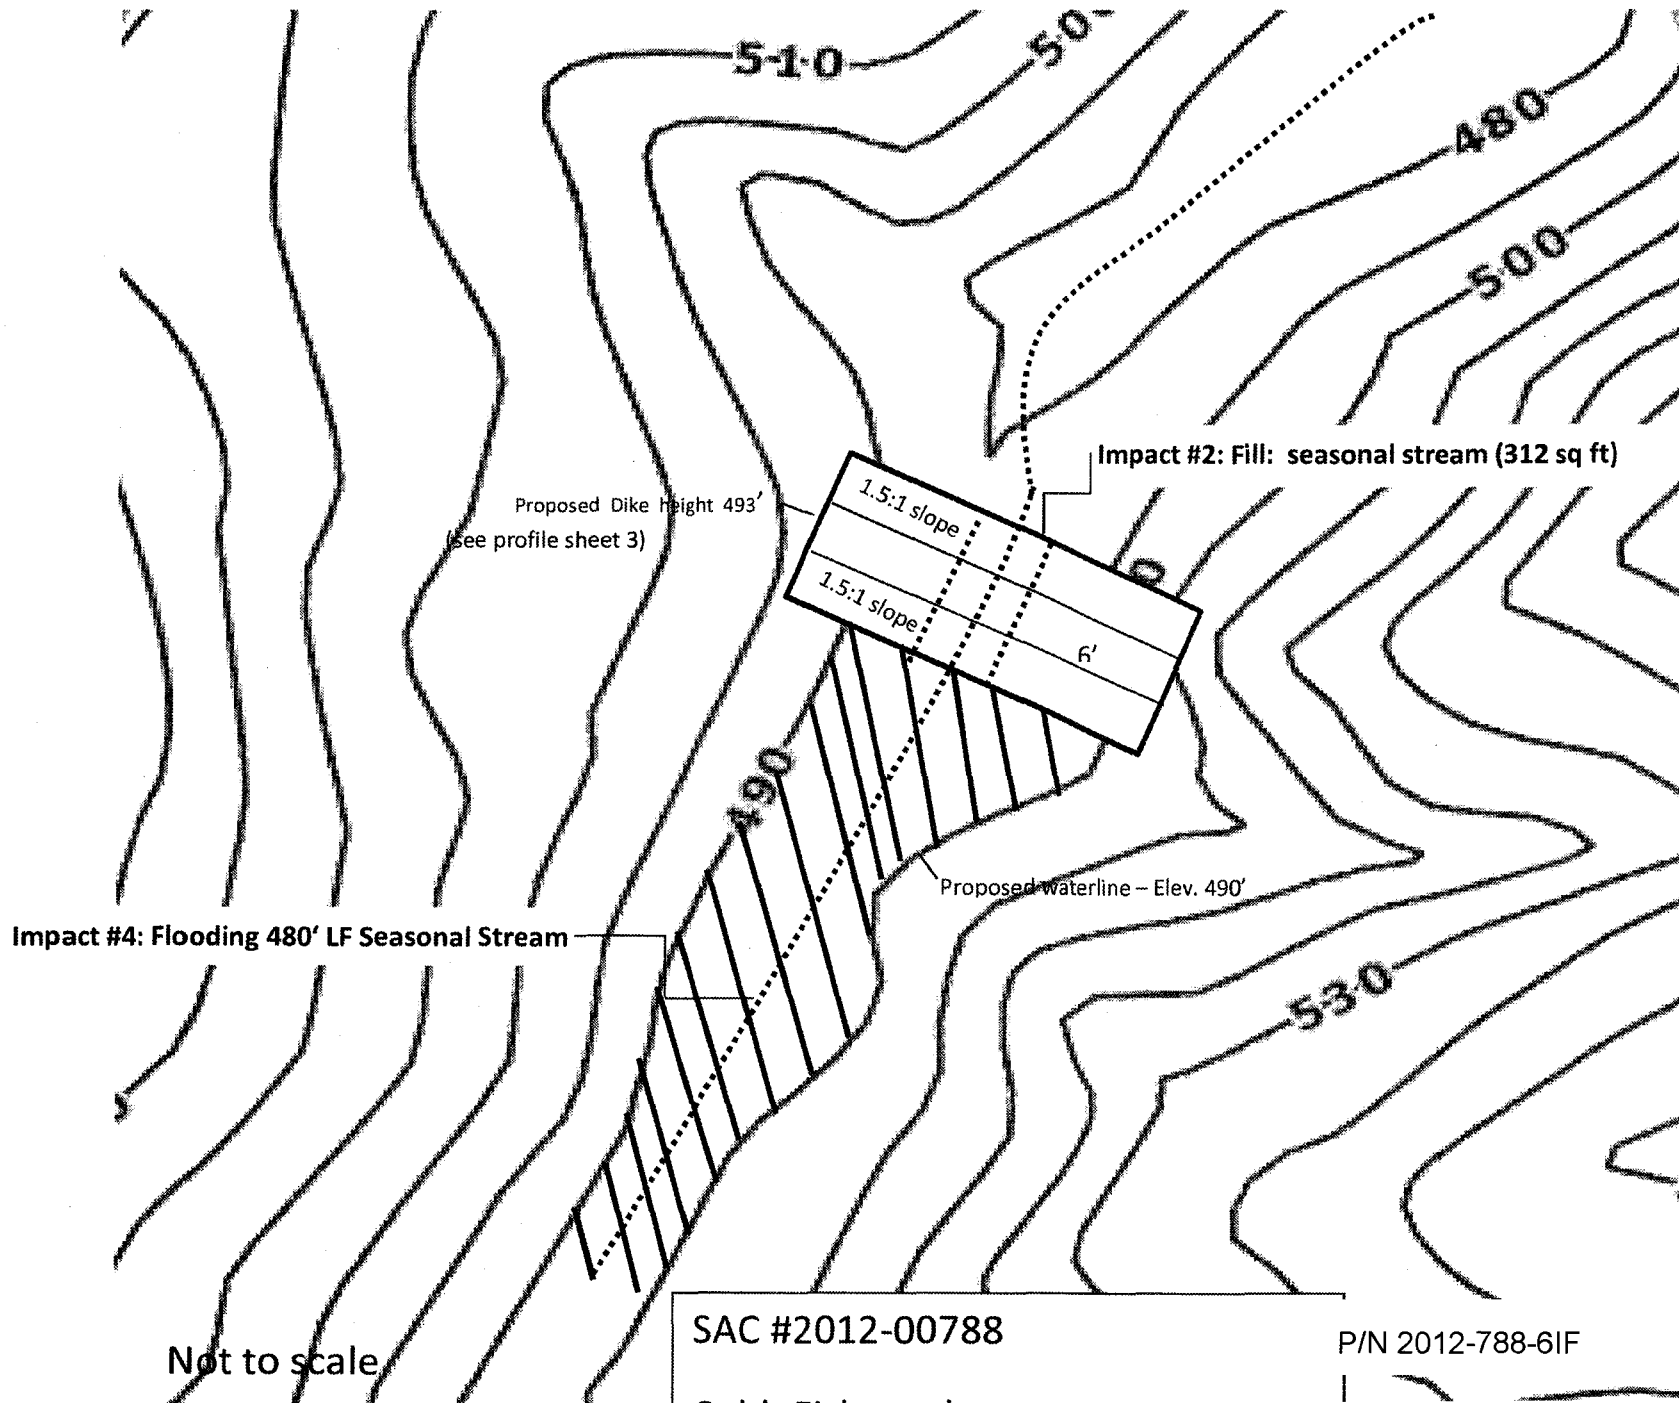 510
480
500
Impact #2: Fill: seasonal stream (312 sq ft)
Proposed Dike height 493'
(see profile sheet 3)
1.5:1 slope
1.5:1 slope
6'
490
Proposed waterline – Elev. 490'
Impact #4: Flooding 480' LF Seasonal Stream
530
SAC #2012-00788
P/N 2012-788-6IF
Not to scale